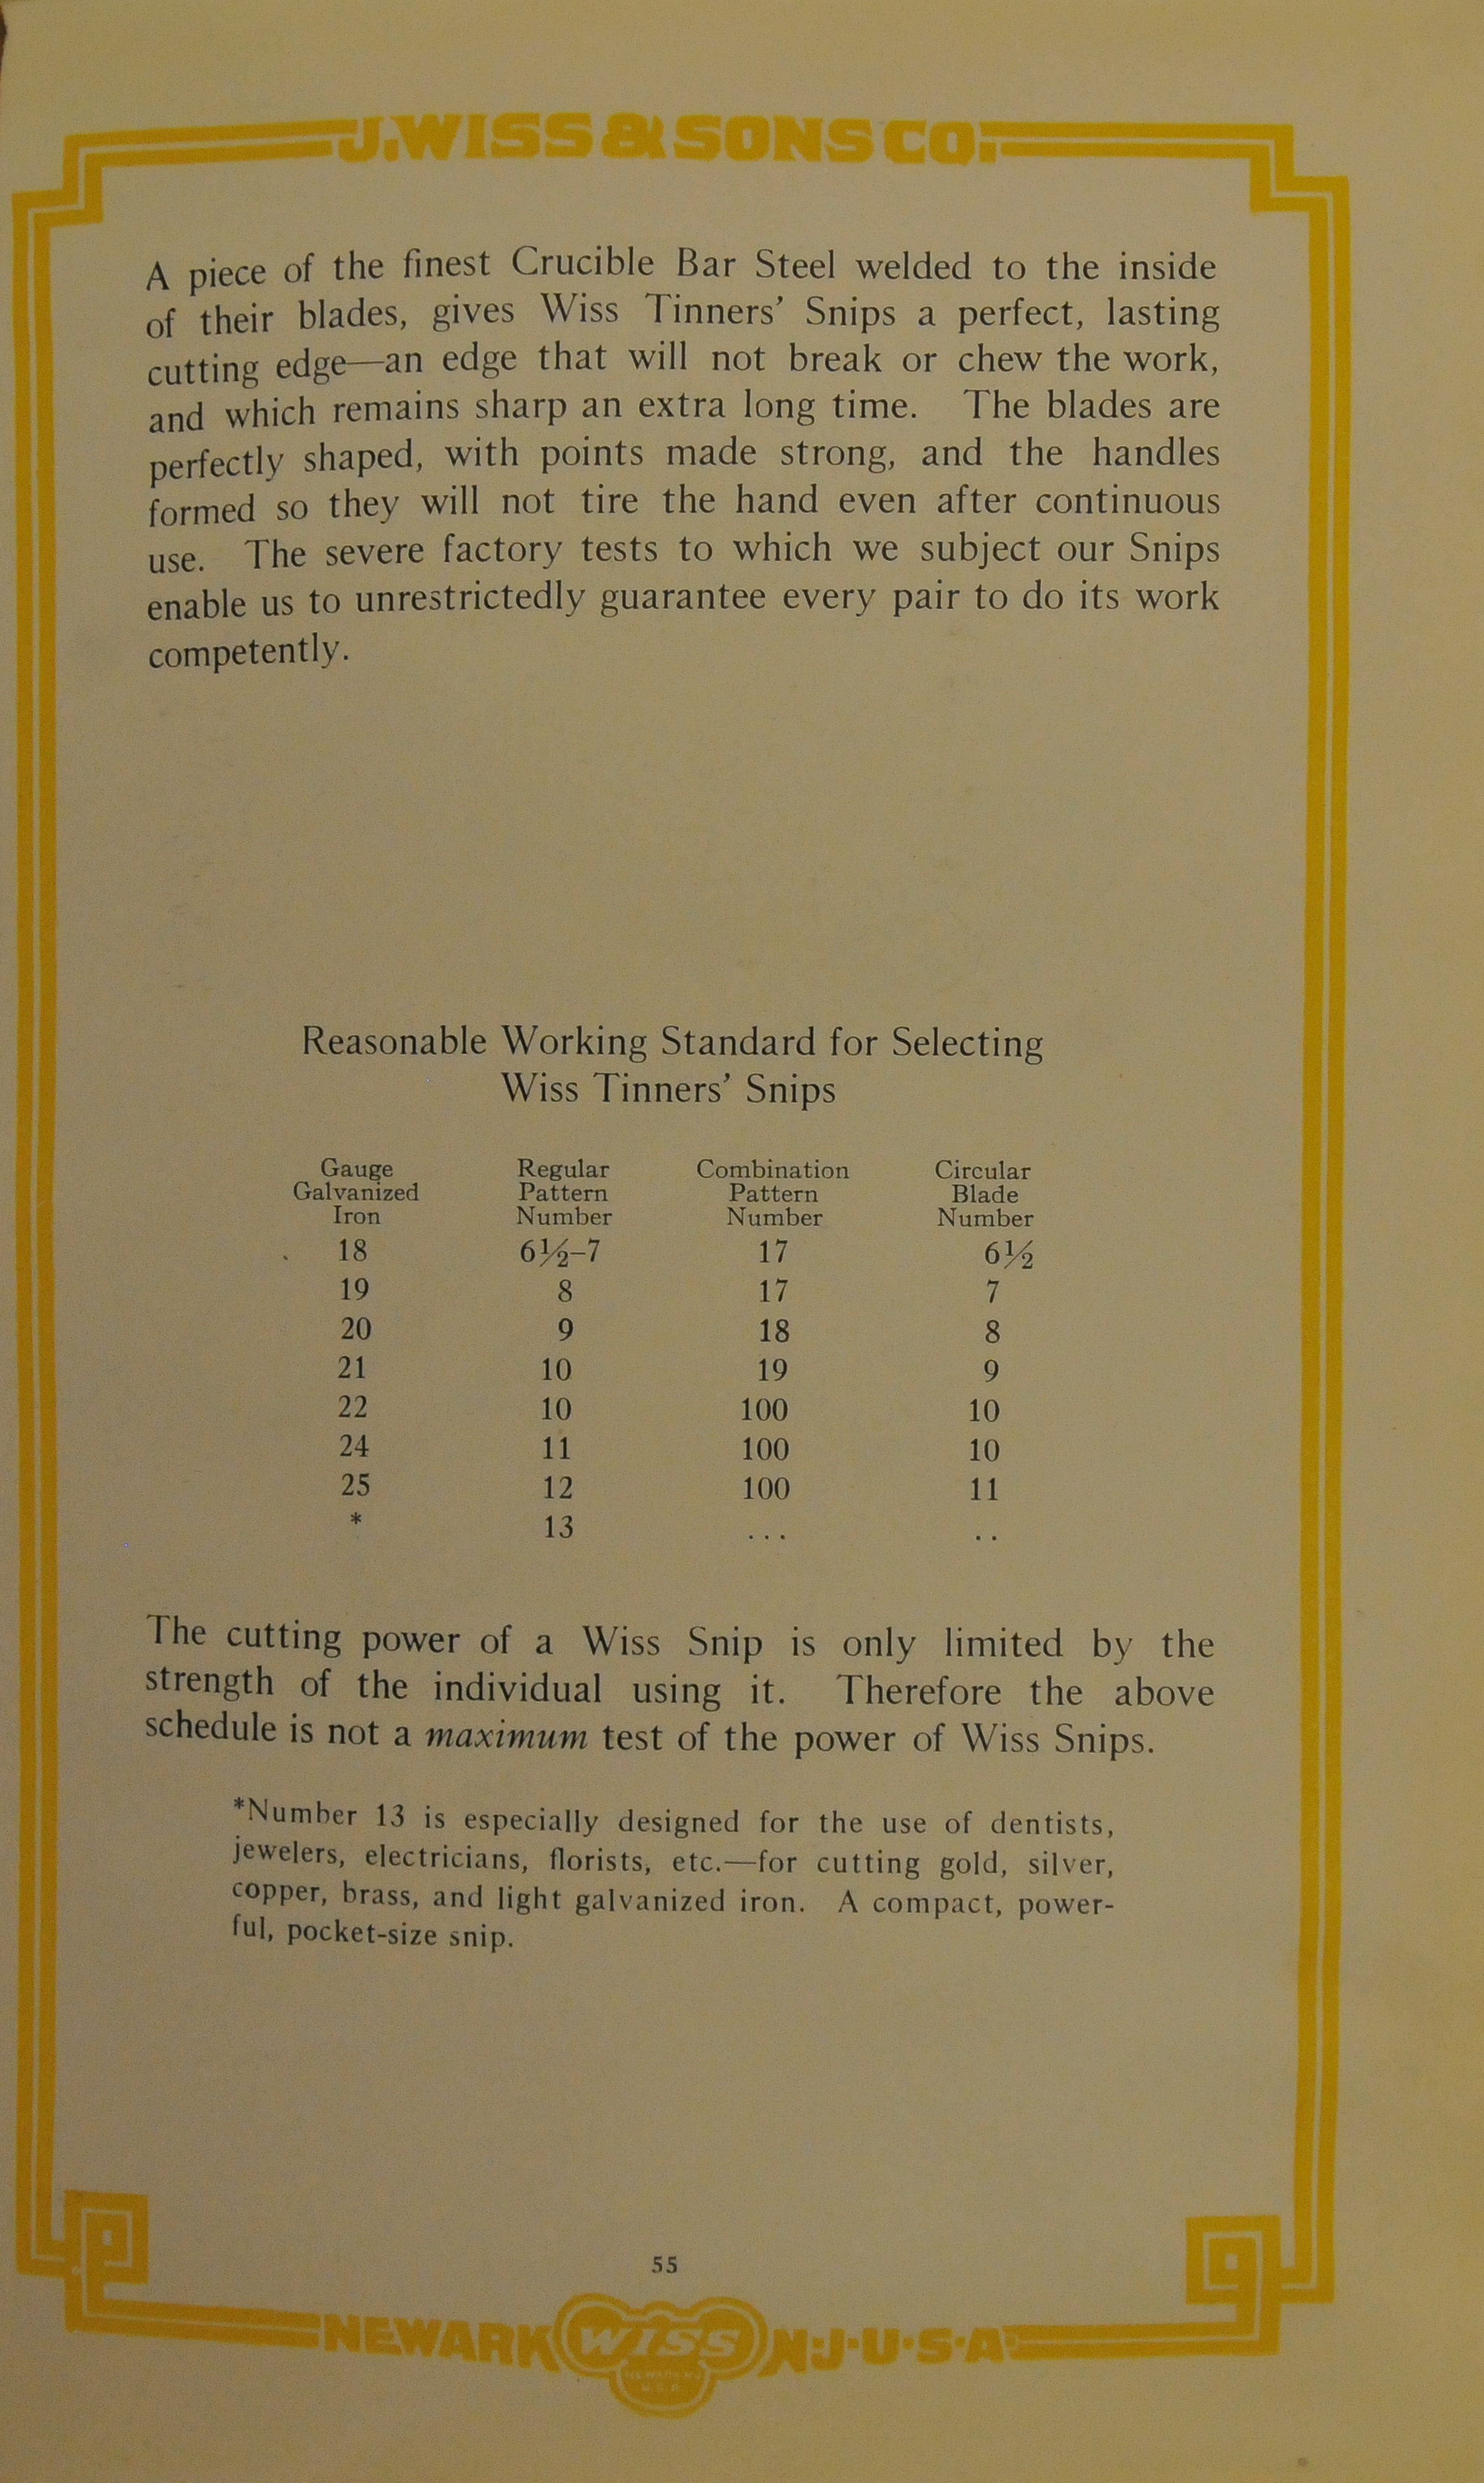 J. WISS & SONS CO.
A piece of the finest Crucible Bar Steel welded to the inside
of their blades, gives Wiss Tinners' Snips a perfect, lasting
cutting edge—an edge that will not break or chew the work,
and which remains sharp an extra long time. The blades are
perfectly shaped, with points made strong, and the handles
formed so they will not tire the hand even after continuous
use. The severe factory tests to which we subject our Snips
enable us to unrestrictedly guarantee every pair to do its work
competently.
Reasonable Working Standard for Selecting
Wiss Tinners' Snips
Gauge Regular Combination Circular
Galvanized Pattern Pattern Blade
Iron Number Number Number
18 6½–7 17 6½
19 8 17 7
20 9 18 8
21 10 19 9
22 10 100 10
24 11 100 10
25 12 100 11
* 13 ... ..
The cutting power of a Wiss Snip is only limited by the
strength of the individual using it. Therefore the above
schedule is not a maximum test of the power of Wiss Snips.
*Number 13 is especially designed for the use of dentists,
jewelers, electricians, florists, etc.—for cutting gold, silver,
copper, brass, and light galvanized iron. A compact, power-
ful, pocket-size snip.
55
NEWARK WISS N·J·U·S·A
NEWARK N.J.
U.S.A.